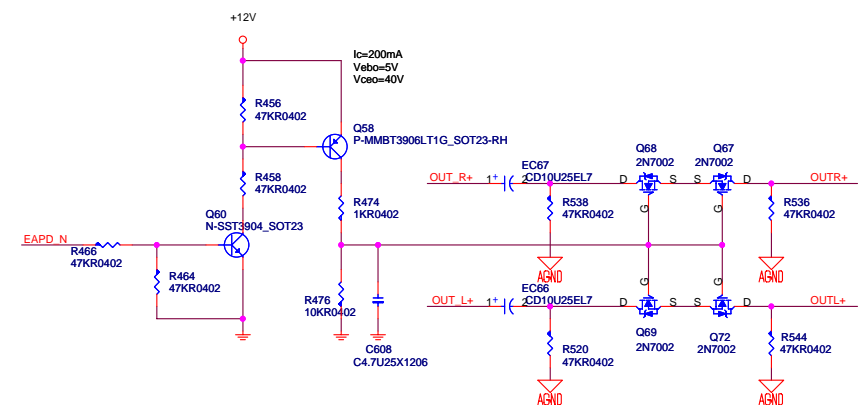 +12V
Ic=200mA
Vebo=5V
Vceo=40V
R456
47KR0402
Q58
P-MMBT3906LT1G_SOT23-RH
R458
47KR0402
R474
1KR0402
Q60
N-SST3904_SOT23
EAPD_N
R466
47KR0402
R464
47KR0402
R476
10KR0402
C608
C4.7U25X1206
EC67
CD10U25EL7
OUT_R+
1 + 2
R538
47KR0402
AGND
Q68
2N7002
D S
G
Q67
2N7002
S D
G
OUTR+
R536
47KR0402
AGND
EC66
CD10U25EL7
OUT_L+
1 + 2
R520
47KR0402
AGND
G
D S
Q69
2N7002
G
S D
Q72
2N7002
OUTL+
R544
47KR0402
AGND